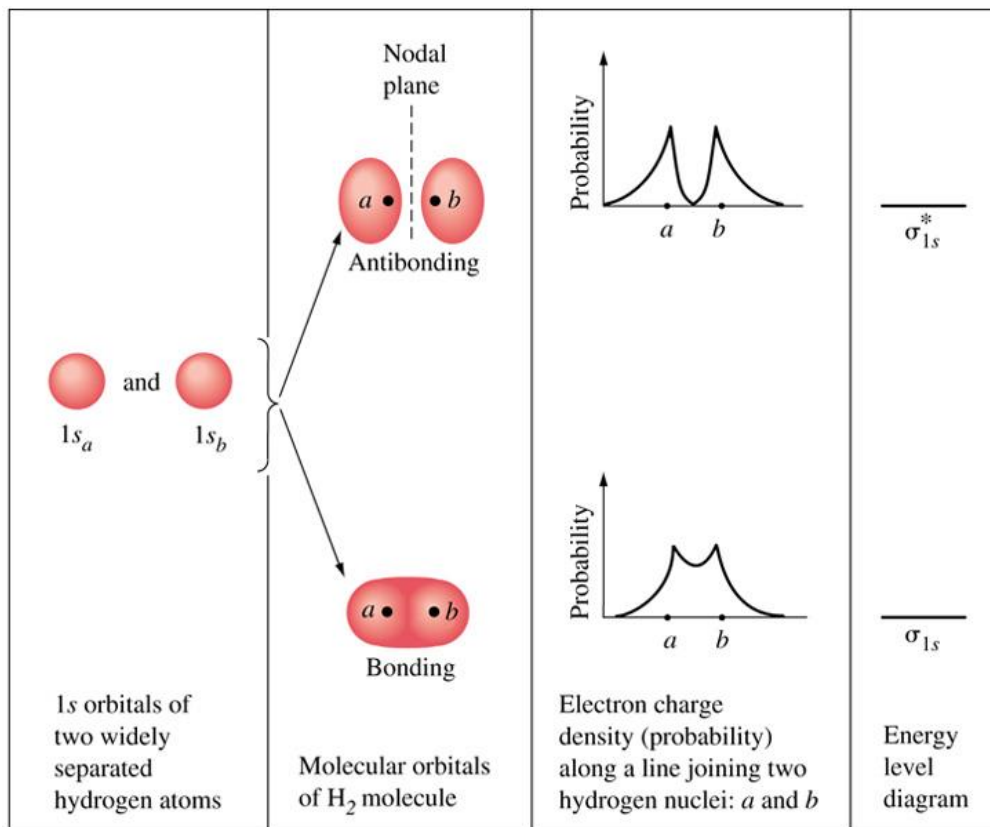 Nodal
plane
a b
Antibonding
Probability
a b
σ*1s
and
1sa 1sb
a b
Bonding
Probability
a b
σ1s
1s orbitals of
two widely
separated
hydrogen atoms
Molecular orbitals
of H2 molecule
Electron charge
density (probability)
along a line joining two
hydrogen nuclei: a and b
Energy
level
diagram